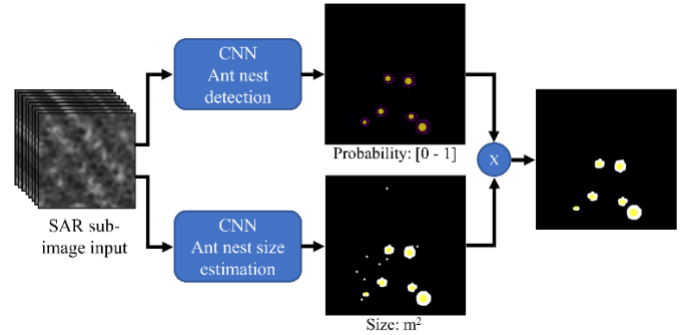 CNN
Ant nest
detection
Probability: [0 - 1]
X
SAR sub-
image input
CNN
Ant nest size
estimation
Size: m²